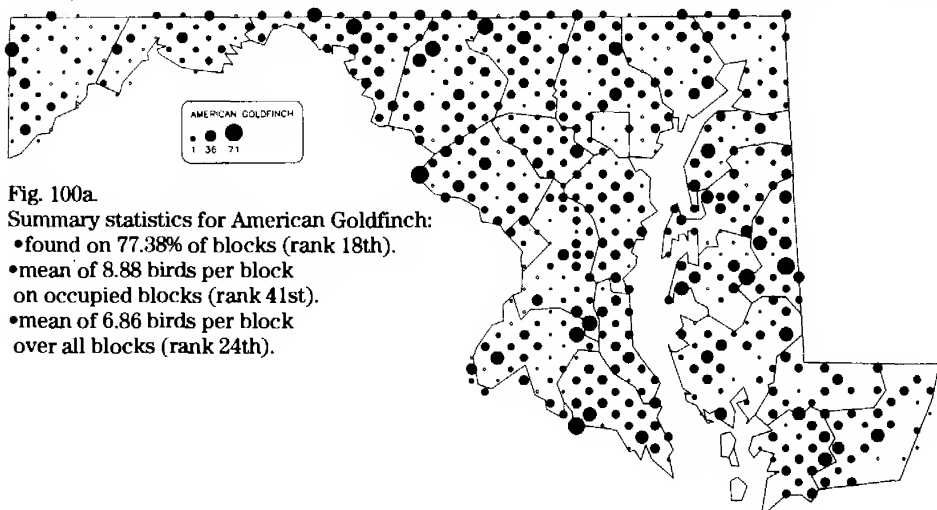 AMERICAN GOLDFINCH
1 36 71
Fig. 100a.
Summary statistics for American Goldfinch:
•found on 77.38% of blocks (rank 18th).
•mean of 8.88 birds per block
on occupied blocks (rank 41st).
•mean of 6.86 birds per block
over all blocks (rank 24th).